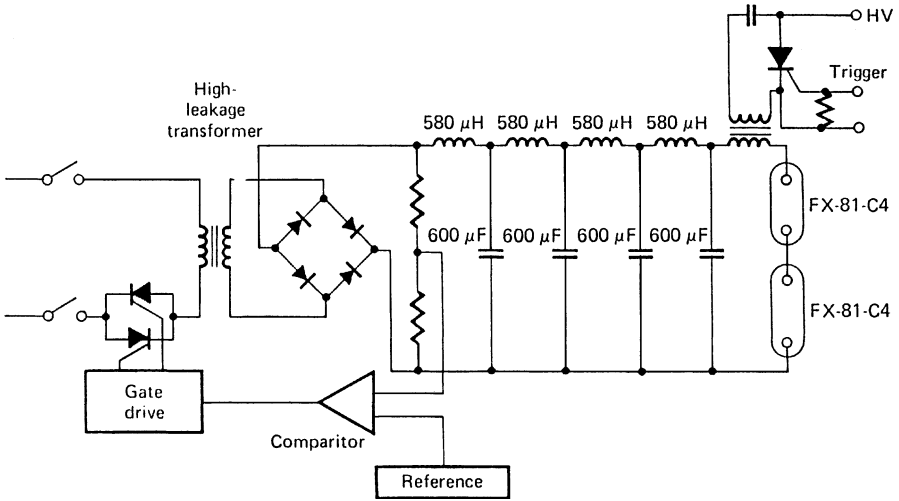 HV
Trigger
High-
leakage
transformer
580 μH 580 μH 580 μH 580 μH
FX-81-C4
600 μF 600 μF 600 μF 600 μF
FX-81-C4
Gate
drive
Comparitor
Reference